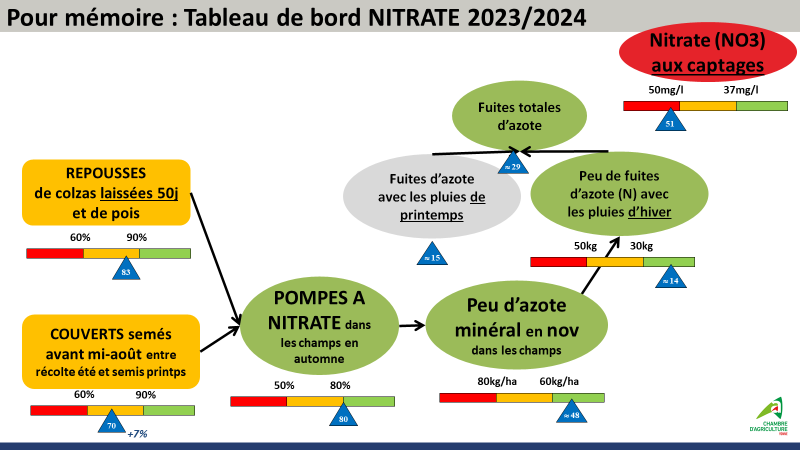 Pour mémoire : Tableau de bord NITRATE 2023/2024
Nitrate (NO3)
aux captages
50mg/l 37mg/l
51
Fuites totales
d'azote
≈ 29
Fuites d'azote
avec les pluies de
printemps
≈ 15
Peu de fuites
d'azote (N) avec
les pluies d'hiver
50kg 30kg
≈ 14
REPOUSSES
de colzas laissées 50j
et de pois
60% 90%
83
COUVERTS semés
avant mi-août entre
récolte été et semis printps
60% 90%
70
+7%
POMPES A
NITRATE dans
les champs en
automne
50% 80%
80
Peu d'azote
minéral en nov
dans les champs
80kg/ha 60kg/ha
≈ 48
CHAMBRE
D'AGRICULTURE